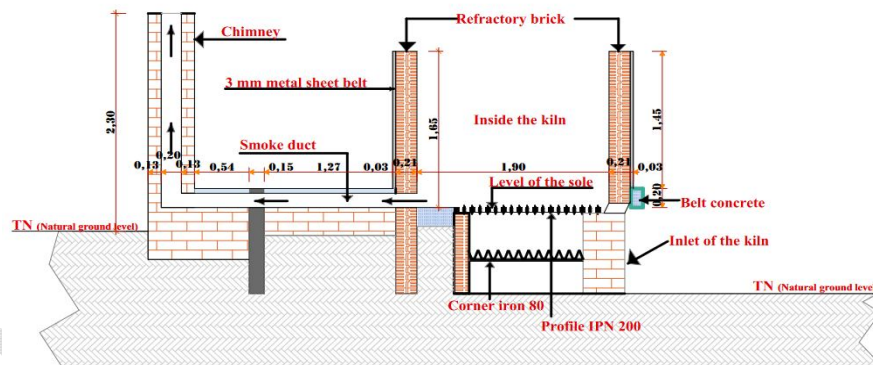 Refractory brick
Chimney
3 mm metal sheet belt
2,30
1,65
Inside the kiln
1,45
Smoke duct
0,13
0,20
0,13
0,54
0,15
1,27
0,03
0,21
1,90
0,21
0,03
Level of the sole
0,20
Belt concrete
TN (Natural ground level)
Inlet of the kiln
Corner iron 80
TN (Natural ground level)
Profile IPN 200